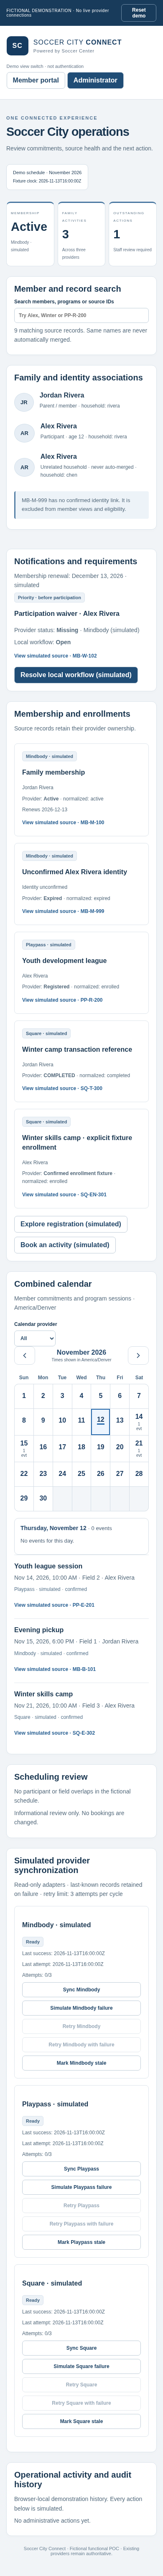 FICTIONAL DEMONSTRATION · No live provider connections
Reset demo
SC
SOCCER CITY CONNECT
Powered by Soccer Center
Demo view switch · not authentication
Member portal
Administrator
ONE CONNECTED EXPERIENCE
Soccer City operations
Review commitments, source health and the next action.
Demo schedule · November 2026
Fixture clock: 2026-11-13T16:00:00Z
MEMBERSHIP
Active
Mindbody simulated
FAMILY ACTIVITIES
3
Across three providers
OUTSTANDING ACTIONS
1
Staff review required
Member and record search
Search members, programs or source IDs
Try Alex, Winter or PP-R-200
9 matching source records. Same names are never automatically merged.
Family and identity associations
JR
Jordan Rivera
Parent / member · household: rivera
AR
Alex Rivera
Participant · age 12 · household: rivera
AR
Alex Rivera
Unrelated household · never auto-merged · household: chen
MB-M-999 has no confirmed identity link. It is excluded from member views and eligibility.
Notifications and requirements
Membership renewal: December 13, 2026 · simulated
Priority · before participation
Participation waiver · Alex Rivera
Provider status: Missing · Mindbody (simulated)
Local workflow: Open
View simulated source · MB-W-102
Resolve local workflow (simulated)
Membership and enrollments
Source records retain their provider ownership.
Mindbody · simulated
Family membership
Jordan Rivera
Provider: Active · normalized: active
Renews 2026-12-13
View simulated source · MB-M-100
Mindbody · simulated
Unconfirmed Alex Rivera identity
Identity unconfirmed
Provider: Expired · normalized: expired
View simulated source · MB-M-999
Playpass · simulated
Youth development league
Alex Rivera
Provider: Registered · normalized: enrolled
View simulated source · PP-R-200
Square · simulated
Winter camp transaction reference
Jordan Rivera
Provider: COMPLETED · normalized: completed
View simulated source · SQ-T-300
Square · simulated
Winter skills camp · explicit fixture enrollment
Alex Rivera
Provider: Confirmed enrollment fixture · normalized: enrolled
View simulated source · SQ-EN-301
Explore registration (simulated)
Book an activity (simulated)
Combined calendar
Member commitments and program sessions · America/Denver
Calendar provider
All
November 2026
Times shown in America/Denver
Sun Mon Tue Wed Thu Fri Sat
1 2 3 4 5 6 7
8 9 10 11 12 13 14
1 evt
15 16 17 18 19 20 21
1 evt 1 evt
22 23 24 25 26 27 28
29 30
Thursday, November 12 · 0 events
No events for this day.
Youth league session
Nov 14, 2026, 10:00 AM · Field 2 · Alex Rivera
Playpass · simulated · confirmed
View simulated source · PP-E-201
Evening pickup
Nov 15, 2026, 6:00 PM · Field 1 · Jordan Rivera
Mindbody · simulated · confirmed
View simulated source · MB-B-101
Winter skills camp
Nov 21, 2026, 10:00 AM · Field 3 · Alex Rivera
Square · simulated · confirmed
View simulated source · SQ-E-302
Scheduling review
No participant or field overlaps in the fictional schedule.
Informational review only. No bookings are changed.
Simulated provider synchronization
Read-only adapters · last-known records retained on failure · retry limit: 3 attempts per cycle
Mindbody · simulated
Ready
Last success: 2026-11-13T16:00:00Z
Last attempt: 2026-11-13T16:00:00Z
Attempts: 0/3
Sync Mindbody
Simulate Mindbody failure
Retry Mindbody
Retry Mindbody with failure
Mark Mindbody stale
Playpass · simulated
Ready
Last success: 2026-11-13T16:00:00Z
Last attempt: 2026-11-13T16:00:00Z
Attempts: 0/3
Sync Playpass
Simulate Playpass failure
Retry Playpass
Retry Playpass with failure
Mark Playpass stale
Square · simulated
Ready
Last success: 2026-11-13T16:00:00Z
Last attempt: 2026-11-13T16:00:00Z
Attempts: 0/3
Sync Square
Simulate Square failure
Retry Square
Retry Square with failure
Mark Square stale
Operational activity and audit history
Browser-local demonstration history. Every action below is simulated.
No administrative actions yet.
Soccer City Connect · Fictional functional POC · Existing providers remain authoritative.